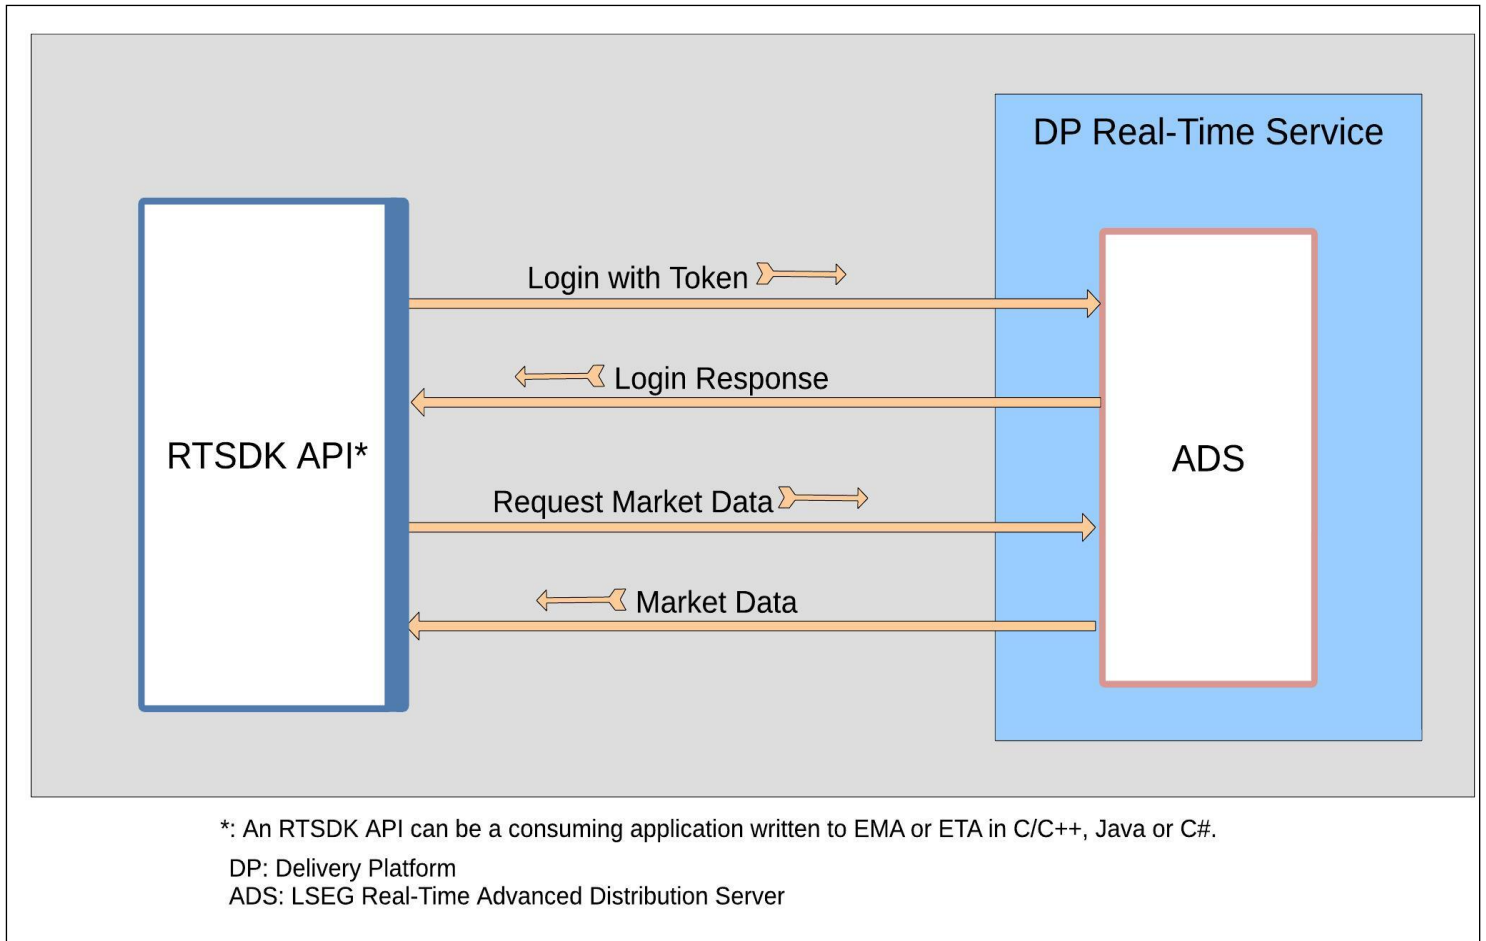 DP Real-Time Service
Login with Token
Login Response
RTSDK API*
ADS
Request Market Data
Market Data
*: An RTSDK API can be a consuming application written to EMA or ETA in C/C++, Java or C#.
DP: Delivery Platform
ADS: LSEG Real-Time Advanced Distribution Server